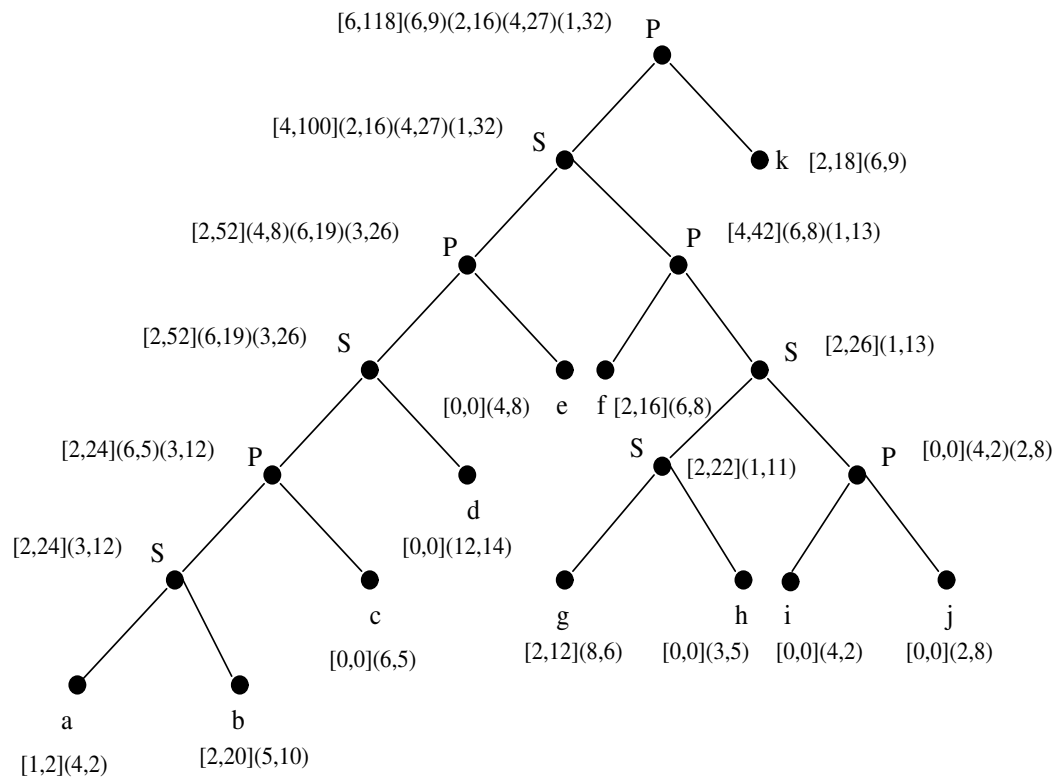 [6,118](6,9)(2,16)(4,27)(1,32) P
[4,100](2,16)(4,27)(1,32) S
k [2,18](6,9)
[2,52](4,8)(6,19)(3,26) P
P [4,42](6,8)(1,13)
[2,52](6,19)(3,26) S
S [2,26](1,13)
[0,0](4,8) e
f [2,16](6,8)
[2,24](6,5)(3,12) P
S [2,22](1,11)
P [0,0](4,2)(2,8)
d
[0,0](12,14)
[2,24](3,12) S
c
[0,0](6,5)
g
[2,12](8,6)
h
[0,0](3,5)
i
[0,0](4,2)
j
[0,0](2,8)
a
[1,2](4,2)
b
[2,20](5,10)